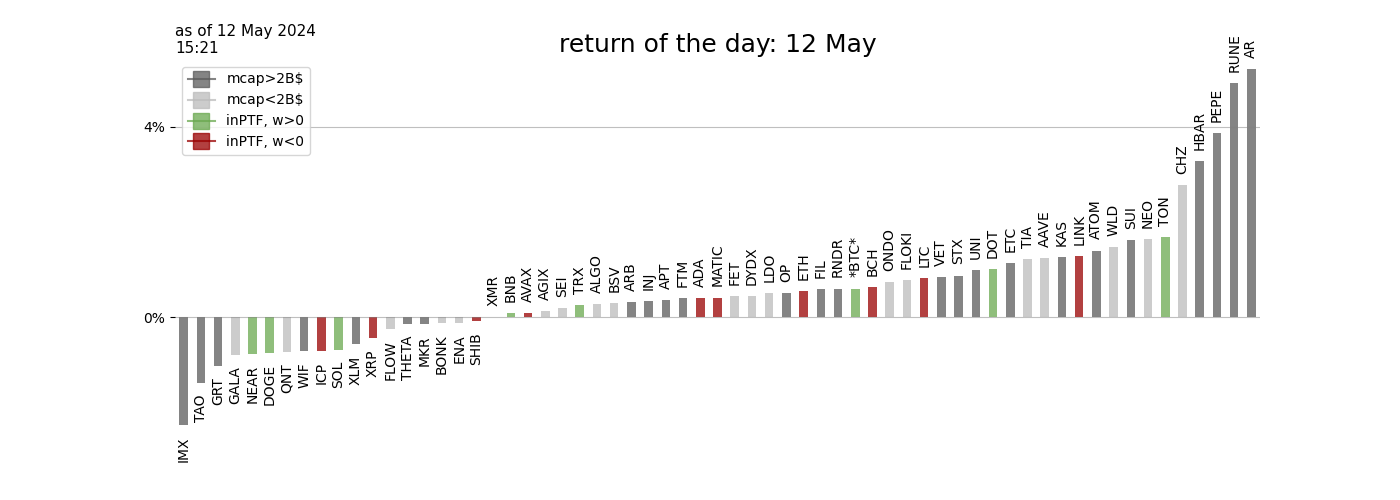 as of 12 May 2024
15:21
return of the day: 12 May
mcap>2B$
mcap<2B$
inPTF, w>0
inPTF, w<0
4%
0%
IMX
TAO
GRT
GALA
NEAR
DOGE
QNT
WIF
ICP
SOL
XLM
XRP
FLOW
THETA
MKR
BONK
ENA
SHIB
XMR
BNB
AVAX
AGIX
SEI
TRX
ALGO
BSV
ARB
INJ
APT
FTM
ADA
MATIC
FET
DYDX
LDO
OP
ETH
FIL
RNDR
*BTC*
BCH
ONDO
FLOKI
LTC
VET
STX
UNI
DOT
ETC
TIA
AAVE
KAS
LINK
ATOM
WLD
SUI
NEO
TON
CHZ
HBAR
PEPE
RUNE
AR